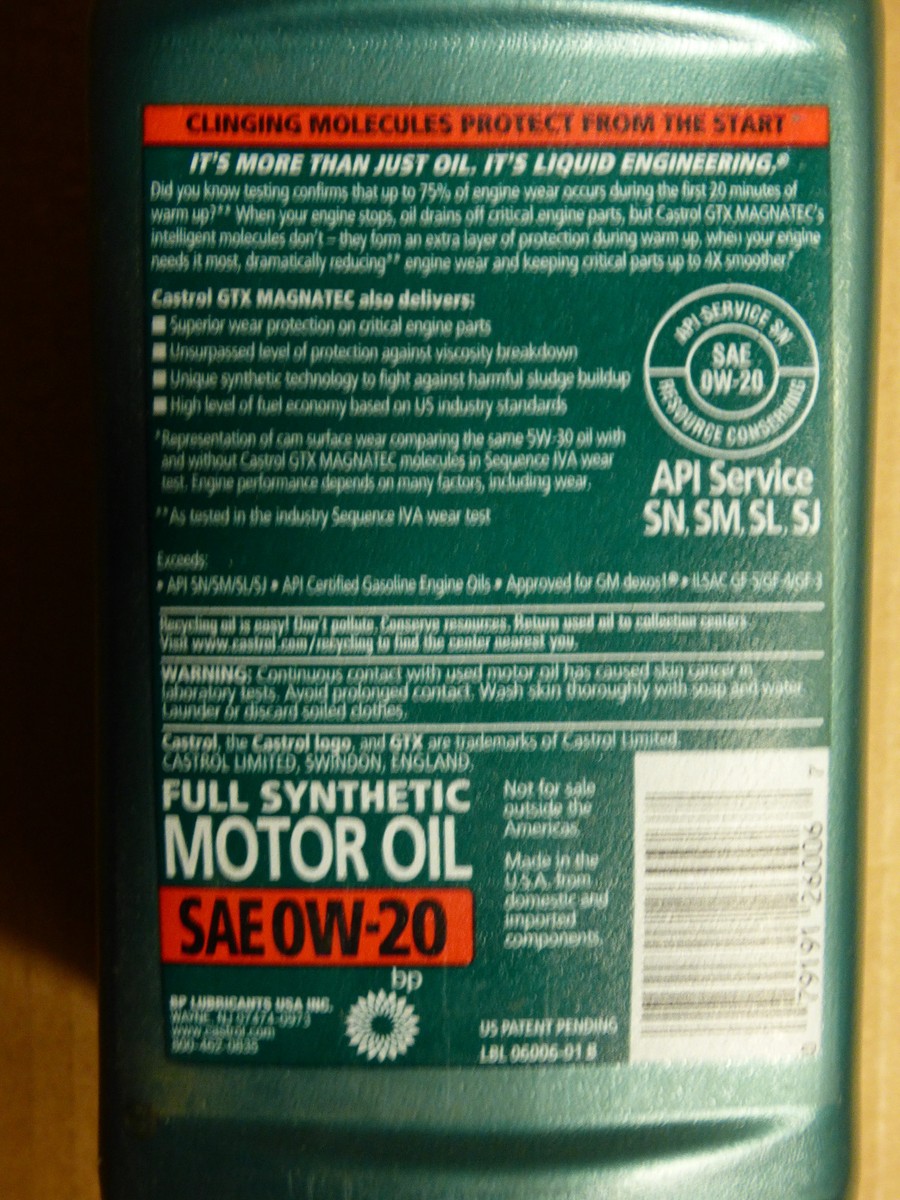 CLINGING MOLECULES PROTECT FROM THE START™
IT'S MORE THAN JUST OIL. IT'S LIQUID ENGINEERING.®
Did you know testing confirms that up to 75% of engine wear occurs during the first 20 minutes of
warm up?** When your engine stops, oil drains off critical engine parts, but Castrol GTX MAGNATEC's
intelligent molecules don't – they form an extra layer of protection during warm up, when your engine
needs it most, dramatically reducing** engine wear and keeping critical parts up to 4X smoother.*
Castrol GTX MAGNATEC also delivers:
Superior wear protection on critical engine parts
Unsurpassed level of protection against viscosity breakdown
Unique synthetic technology to fight against harmful sludge buildup
High level of fuel economy based on US industry standards
API SERVICE SN
SAE
0W-20
RESOURCE CONSERVING
API Service
SN, SM, SL, SJ
*Representation of cam surface wear comparing the same 5W-30 oil with
and without Castrol GTX MAGNATEC molecules in Sequence IVA wear
test. Engine performance depends on many factors, including wear.
**As tested in the industry Sequence IVA wear test
Exceeds:
• API SN/SM/SL/SJ • API Certified Gasoline Engine Oils • Approved for GM dexos1® • ILSAC GF-5/GF-4/GF-3
Recycling oil is easy! Don't pollute. Conserve resources. Return used oil to collection centers.
Visit www.castrol.com/recycling to find the center nearest you.
WARNING: Continuous contact with used motor oil has caused skin cancer in
laboratory tests. Avoid prolonged contact. Wash skin thoroughly with soap and water.
Launder or discard soiled clothes.
Castrol, the Castrol logo, and GTX are trademarks of Castrol Limited.
CASTROL LIMITED, SWINDON, ENGLAND.
FULL SYNTHETIC
MOTOR OIL
SAE 0W-20
Not for sale
outside the
Americas.
Made in the
U.S.A. from
domestic and
imported
components.
bp
BP LUBRICANTS USA INC.
WAYNE, NJ 07474-0973
www.castrol.com
800-462-0835
US PATENT PENDING
LBL 06006-01 B
0 79191 26006 7